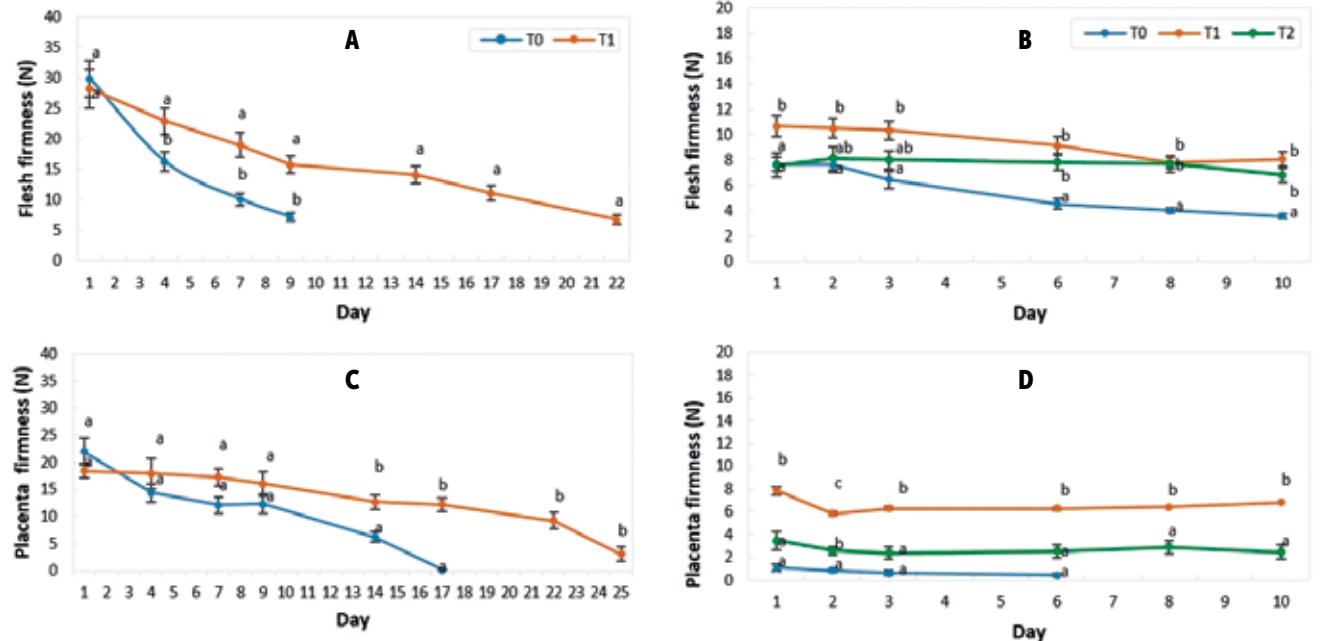 A
T0 T1
Flesh firmness (N)
40
35
30
25
20
15
10
5
0
a
a
a
b
a
b
a
b
a
a
a
1 2 3 4 5 6 7 8 9 10 11 12 13 14 15 16 17 18 19 20 21 22
Day
B
T0 T1 T2
Flesh firmness (N)
20
18
16
14
12
10
8
6
4
2
0
b
a
b
ab
a
b
ab
a
b
b
a
b
b
a
b
b
a
1 2 3 4 5 6 7 8 9 10
Day
C
Placenta firmness (N)
40
35
30
25
20
15
10
5
0
a
a
a
a
a
a
a
b
a
b
a
b
b
1 2 3 4 5 6 7 8 9 10 11 12 13 14 15 16 17 18 19 20 21 22 23 24 25
Day
D
Placenta firmness (N)
20
18
16
14
12
10
8
6
4
2
0
b
a
a
c
b
a
b
a
a
b
a
a
b
a
b
a
1 2 3 4 5 6 7 8 9 10
Day